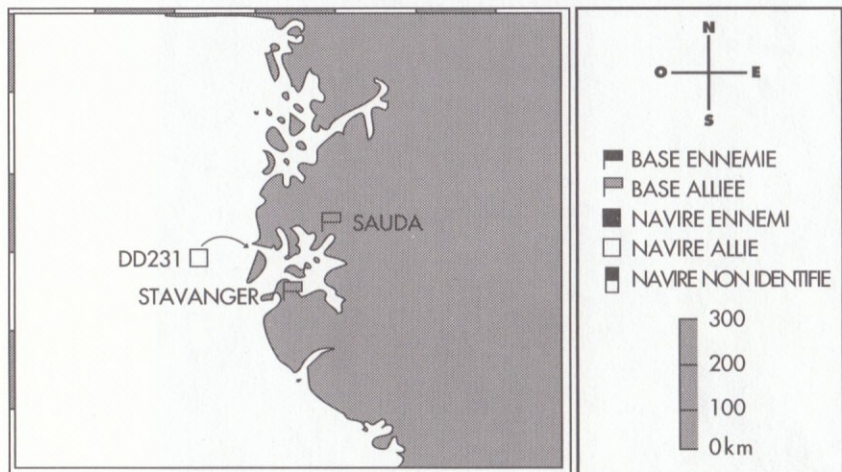 SAUDA
DD231
STAVANGER
N
O E
S
BASE ENNEMIE
BASE ALLIEE
NAVIRE ENNEMI
NAVIRE ALLIE
NAVIRE NON IDENTIFIE
300
200
100
0km